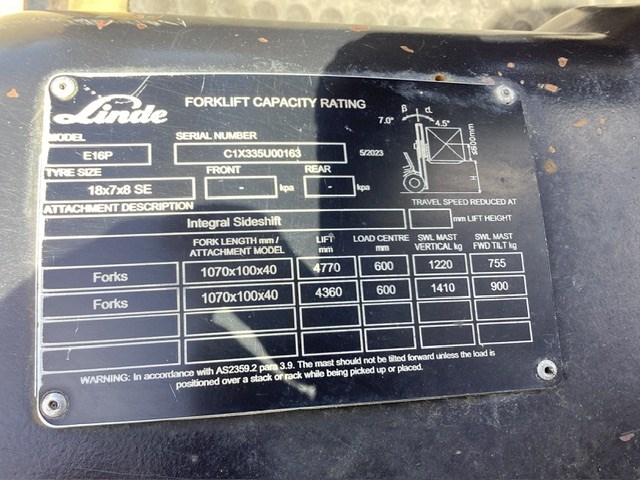 Linde
FORKLIFT CAPACITY RATING
β d.
7.0° 4.5°
≤600mm
H
MODEL
SERIAL NUMBER
E16P
C1X335U00163
5/2023
TYRE SIZE
FRONT
REAR
18x7x8 SE
- kpa
- kpa
ATTACHMENT DESCRIPTION
TRAVEL SPEED REDUCED AT
Integral Sideshift
mm LIFT HEIGHT
FORK LENGTH mm / ATTACHMENT MODEL
LIFT mm
LOAD CENTRE mm
SWL MAST VERTICAL kg
SWL MAST FWD TILT kg
Forks 1070x100x40 4770 600 1220 755
Forks 1070x100x40 4360 600 1410 900
WARNING: In accordance with AS2359.2 para 3.9. The mast should not be tilted forward unless the load is
positioned over a stack or rack while being picked up or placed.